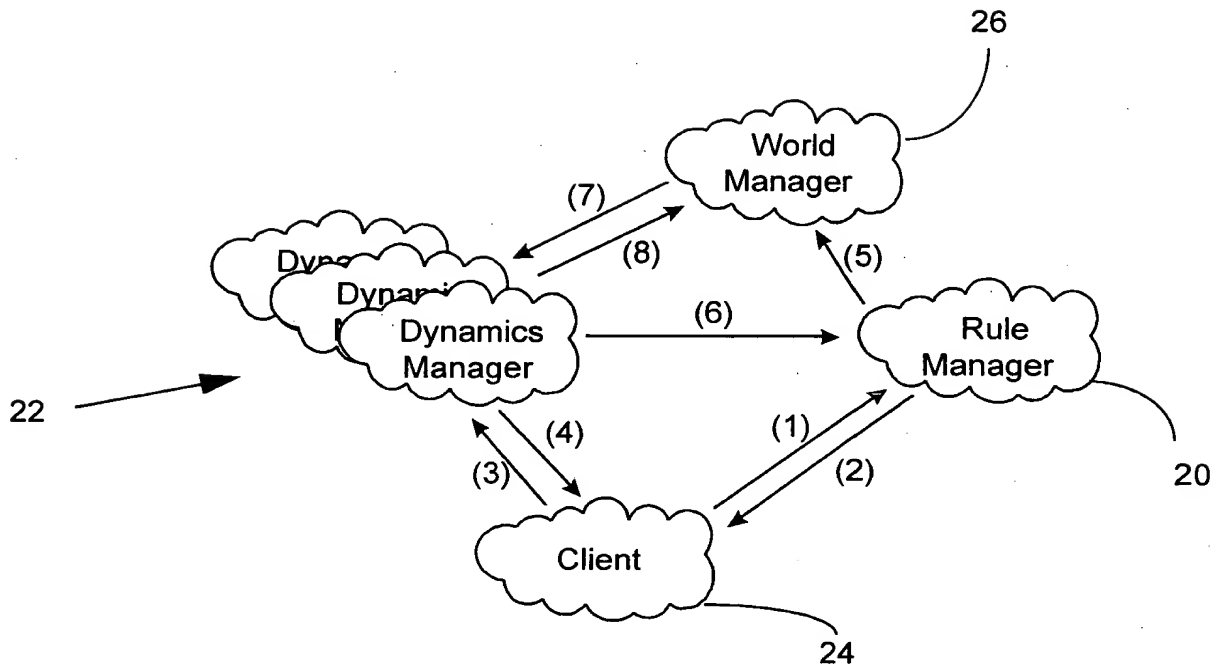 26
World
Manager
(7)
(8)
(5)
Dynamics
Manager
(6)
Rule
Manager
22
(4)
(3)
(1)
(2)
20
Client
24